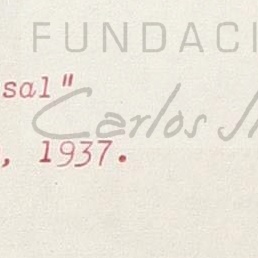 FUNDACI
sal"
Carlos
, 1937.